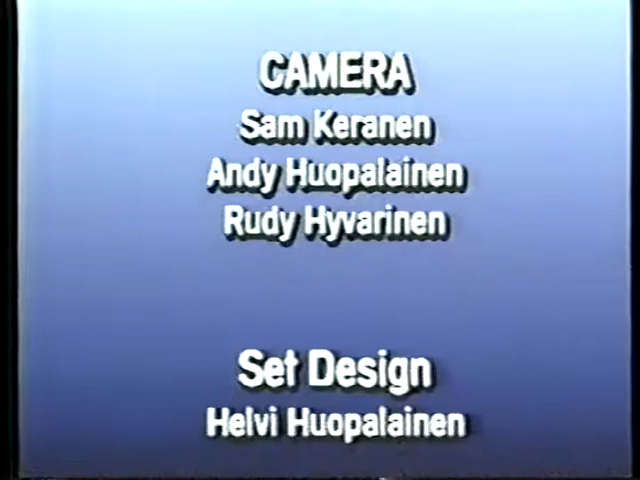 CAMERA
Sam Keranen
Andy Huopalainen
Rudy Hyvarinen
Set Design
Helvi Huopalainen